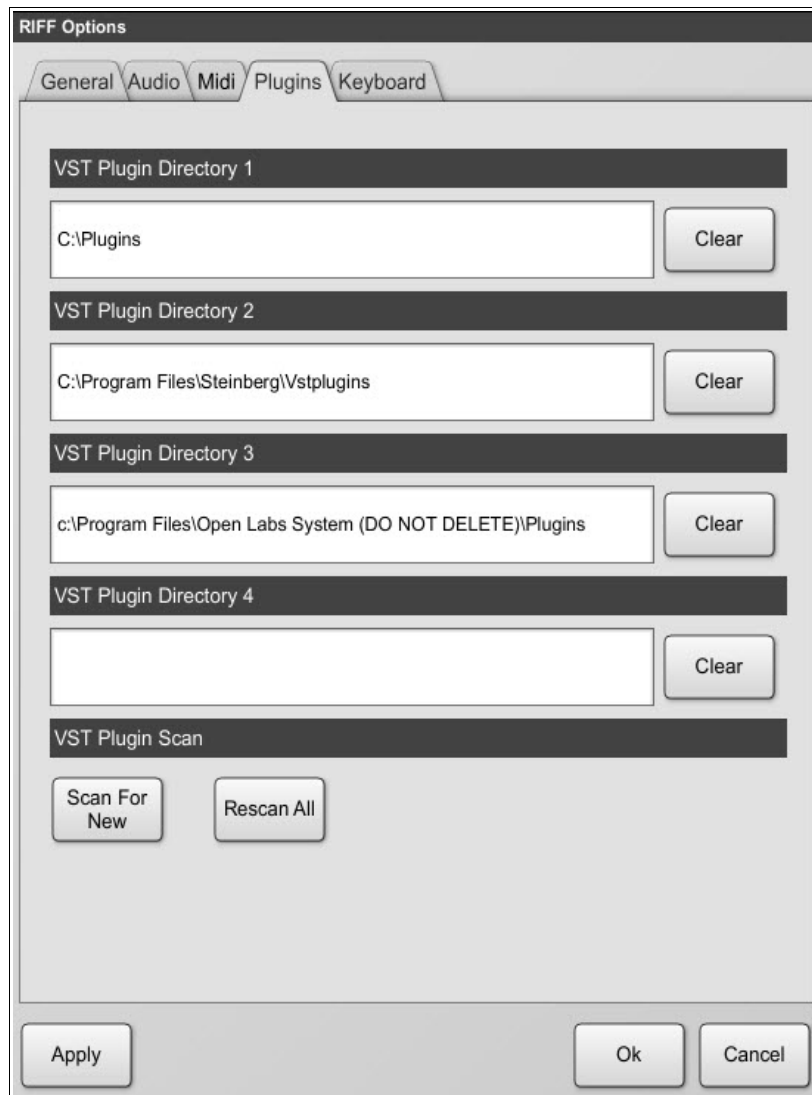 RIFF Options
General Audio Midi Plugins Keyboard
VST Plugin Directory 1
C:\Plugins
Clear
VST Plugin Directory 2
C:\Program Files\Steinberg\Vstplugins
Clear
VST Plugin Directory 3
c:\Program Files\Open Labs System (DO NOT DELETE)\Plugins
Clear
VST Plugin Directory 4
Clear
VST Plugin Scan
Scan For
New
Rescan All
Apply
Ok
Cancel